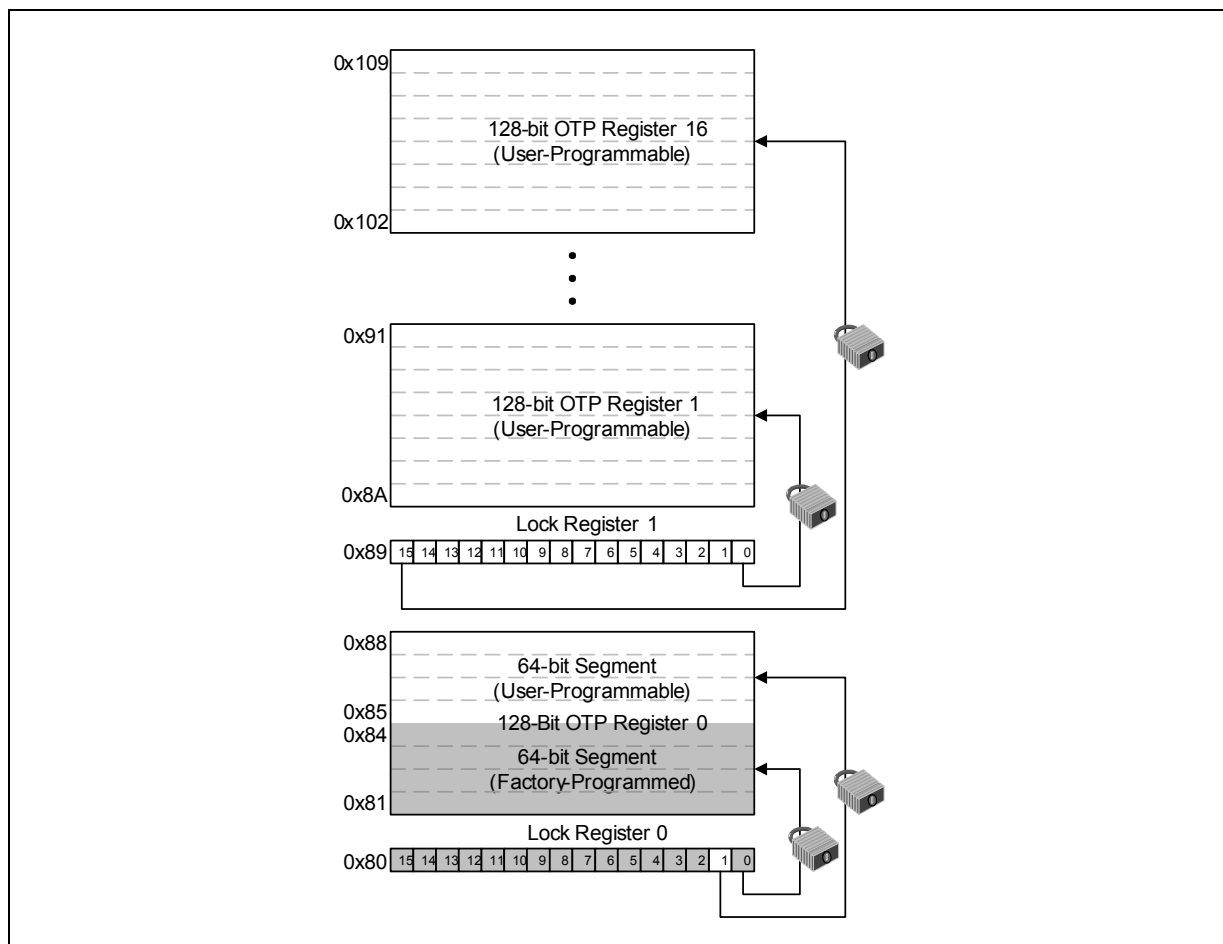 0x109
128-bit OTP Register 16
(User-Programmable)
0x102
0x91
128-bit OTP Register 1
(User-Programmable)
0x8A
Lock Register 1
0x89 15 14 13 12 11 10 9 8 7 6 5 4 3 2 1 0
0x88
64-bit Segment
(User-Programmable)
0x85
128-Bit OTP Register 0
0x84
64-bit Segment
(Factory-Programmed)
0x81
Lock Register 0
0x80 15 14 13 12 11 10 9 8 7 6 5 4 3 2 1 0